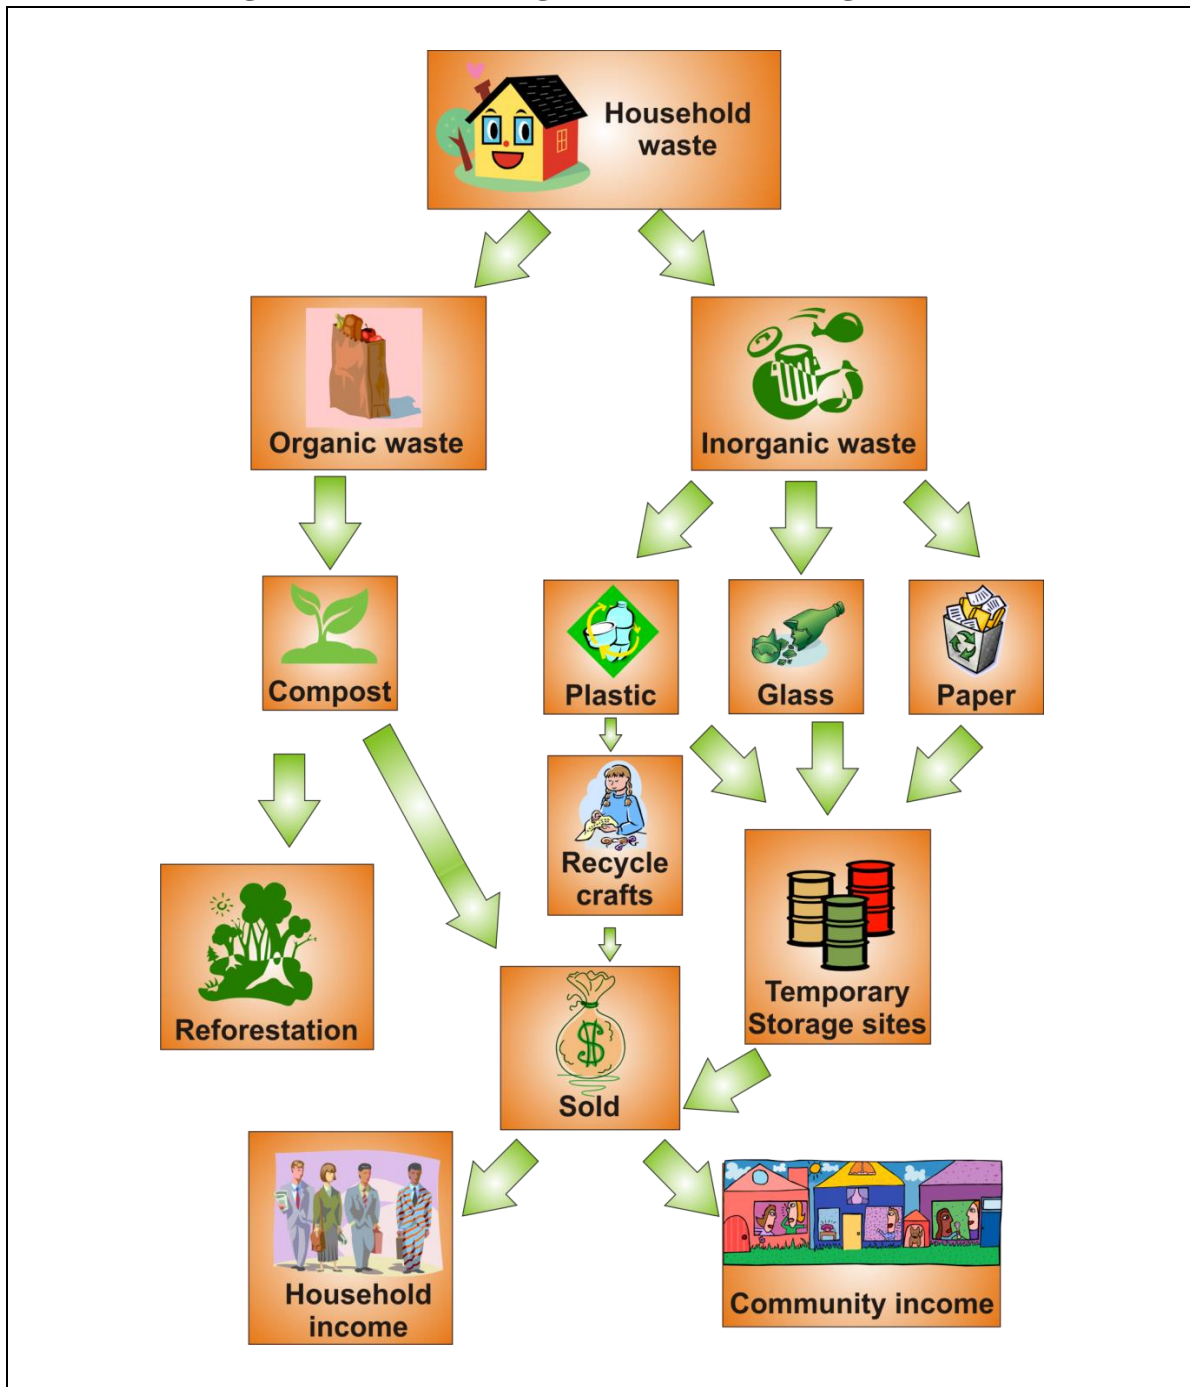 Household
waste
Organic waste
Inorganic waste
Compost
Plastic
Glass
Paper
Recycle
crafts
Reforestation
Temporary
Storage sites
$
Sold
Household
income
Community income